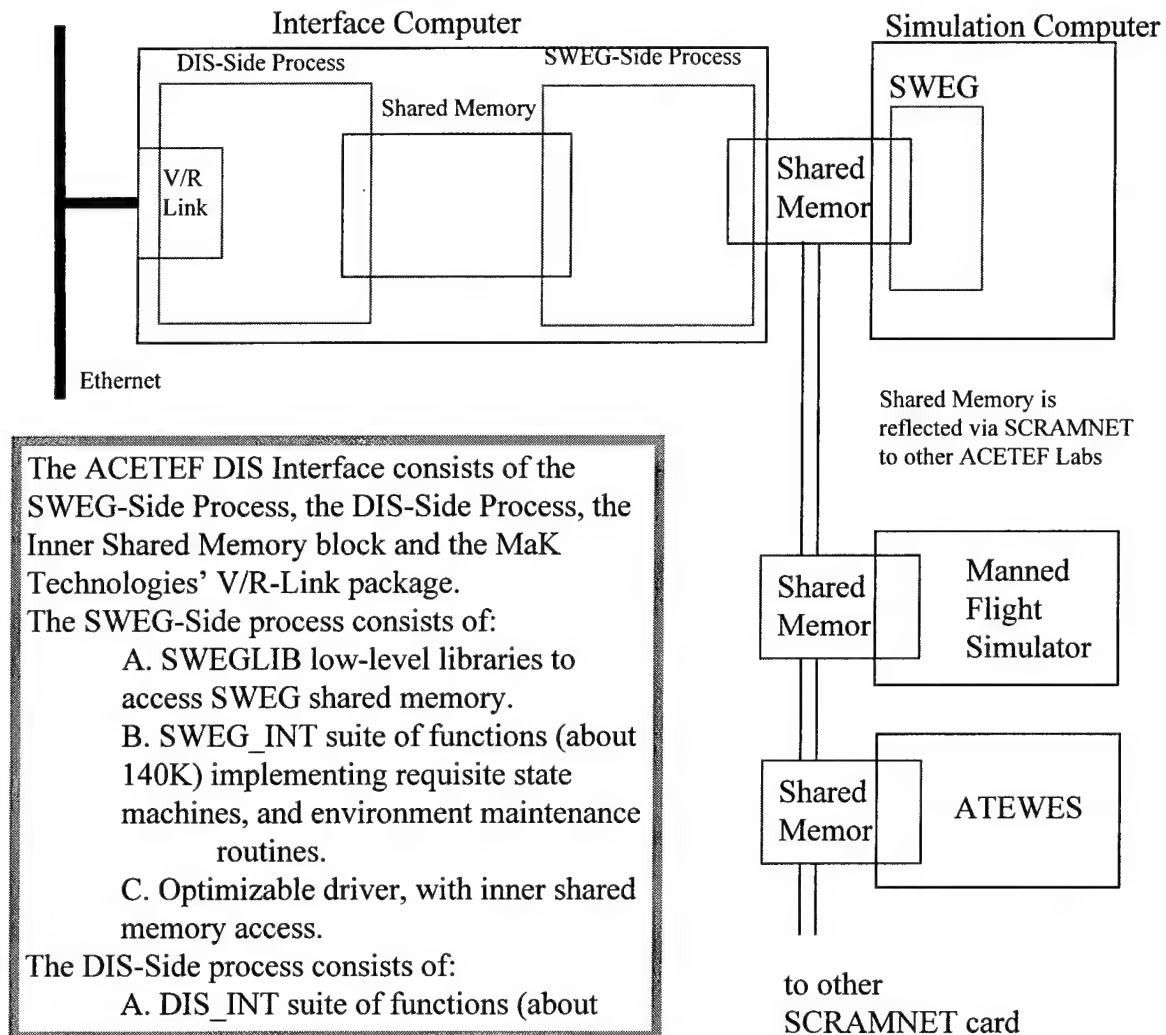 Interface Computer
Simulation Computer
DIS-Side Process
SWEG-Side Process
SWEG
Shared Memory
V/R
Link
Shared
Memor
Ethernet
Shared Memory is
reflected via SCRAMNET
to other ACETEF Labs
The ACETEF DIS Interface consists of the
SWEG-Side Process, the DIS-Side Process, the
Inner Shared Memory block and the MaK
Technologies' V/R-Link package.
The SWEG-Side process consists of:
A. SWEGLIB low-level libraries to
access SWEG shared memory.
B. SWEG_INT suite of functions (about
140K) implementing requisite state
machines, and environment maintenance
routines.
C. Optimizable driver, with inner shared
memory access.
The DIS-Side process consists of:
A. DIS_INT suite of functions (about
Shared
Memor
Manned
Flight
Simulator
Shared
Memor
ATEWES
to other
SCRAMNET card